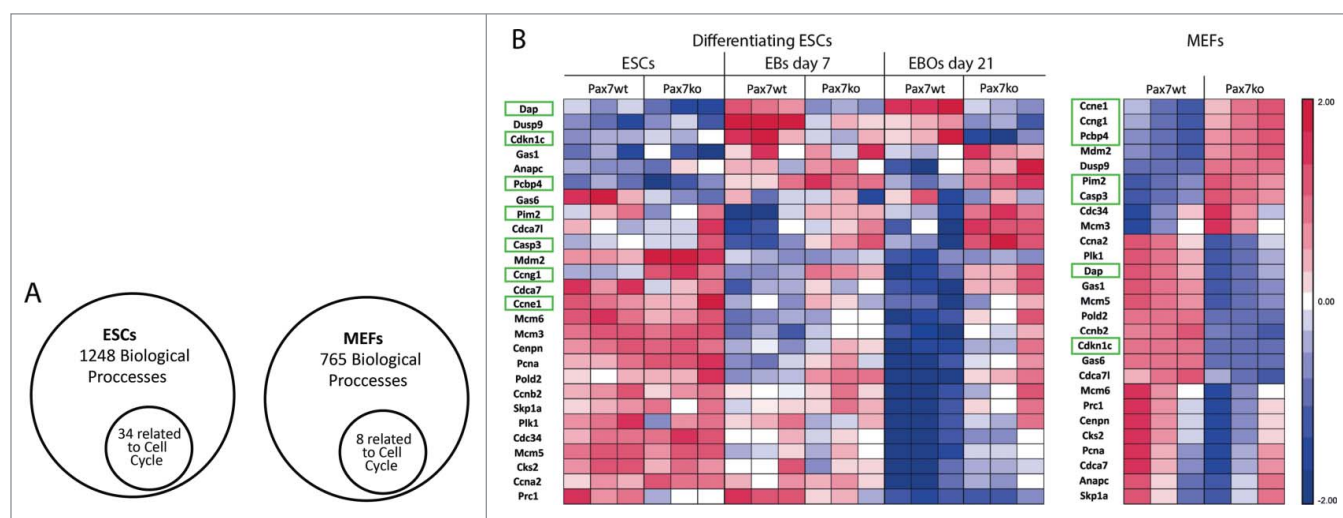 A
ESCs
1248 Biological
Proccesses
34 related
to Cell
Cycle
MEFs
765 Biological
Proccesses
8 related
to Cell
Cycle
B
Differentiating ESCs
ESCs EBs day 7 EBOs day 21
Pax7wt Pax7ko Pax7wt Pax7ko Pax7wt Pax7ko
Dap
Dusp9
Cdkn1c
Gas1
Anapc
Pcbp4
Gas6
Pim2
Cdca7l
Casp3
Mdm2
Ccng1
Cdca7
Ccne1
Mcm6
Mcm3
Cenpn
Pcna
Pold2
Ccnb2
Skp1a
Plk1
Cdc34
Mcm5
Cks2
Ccna2
Prc1
MEFs
Pax7wt Pax7ko
Ccne1
Ccng1
Pcbp4
Mdm2
Dusp9
Pim2
Casp3
Cdc34
Mcm3
Ccna2
Plk1
Dap
Gas1
Mcm5
Pold2
Ccnb2
Cdkn1c
Gas6
Cdca7l
Mcm6
Prc1
Cenpn
Cks2
Pcna
Cdca7
Anapc
Skp1a
2.00
0.00
-2.00